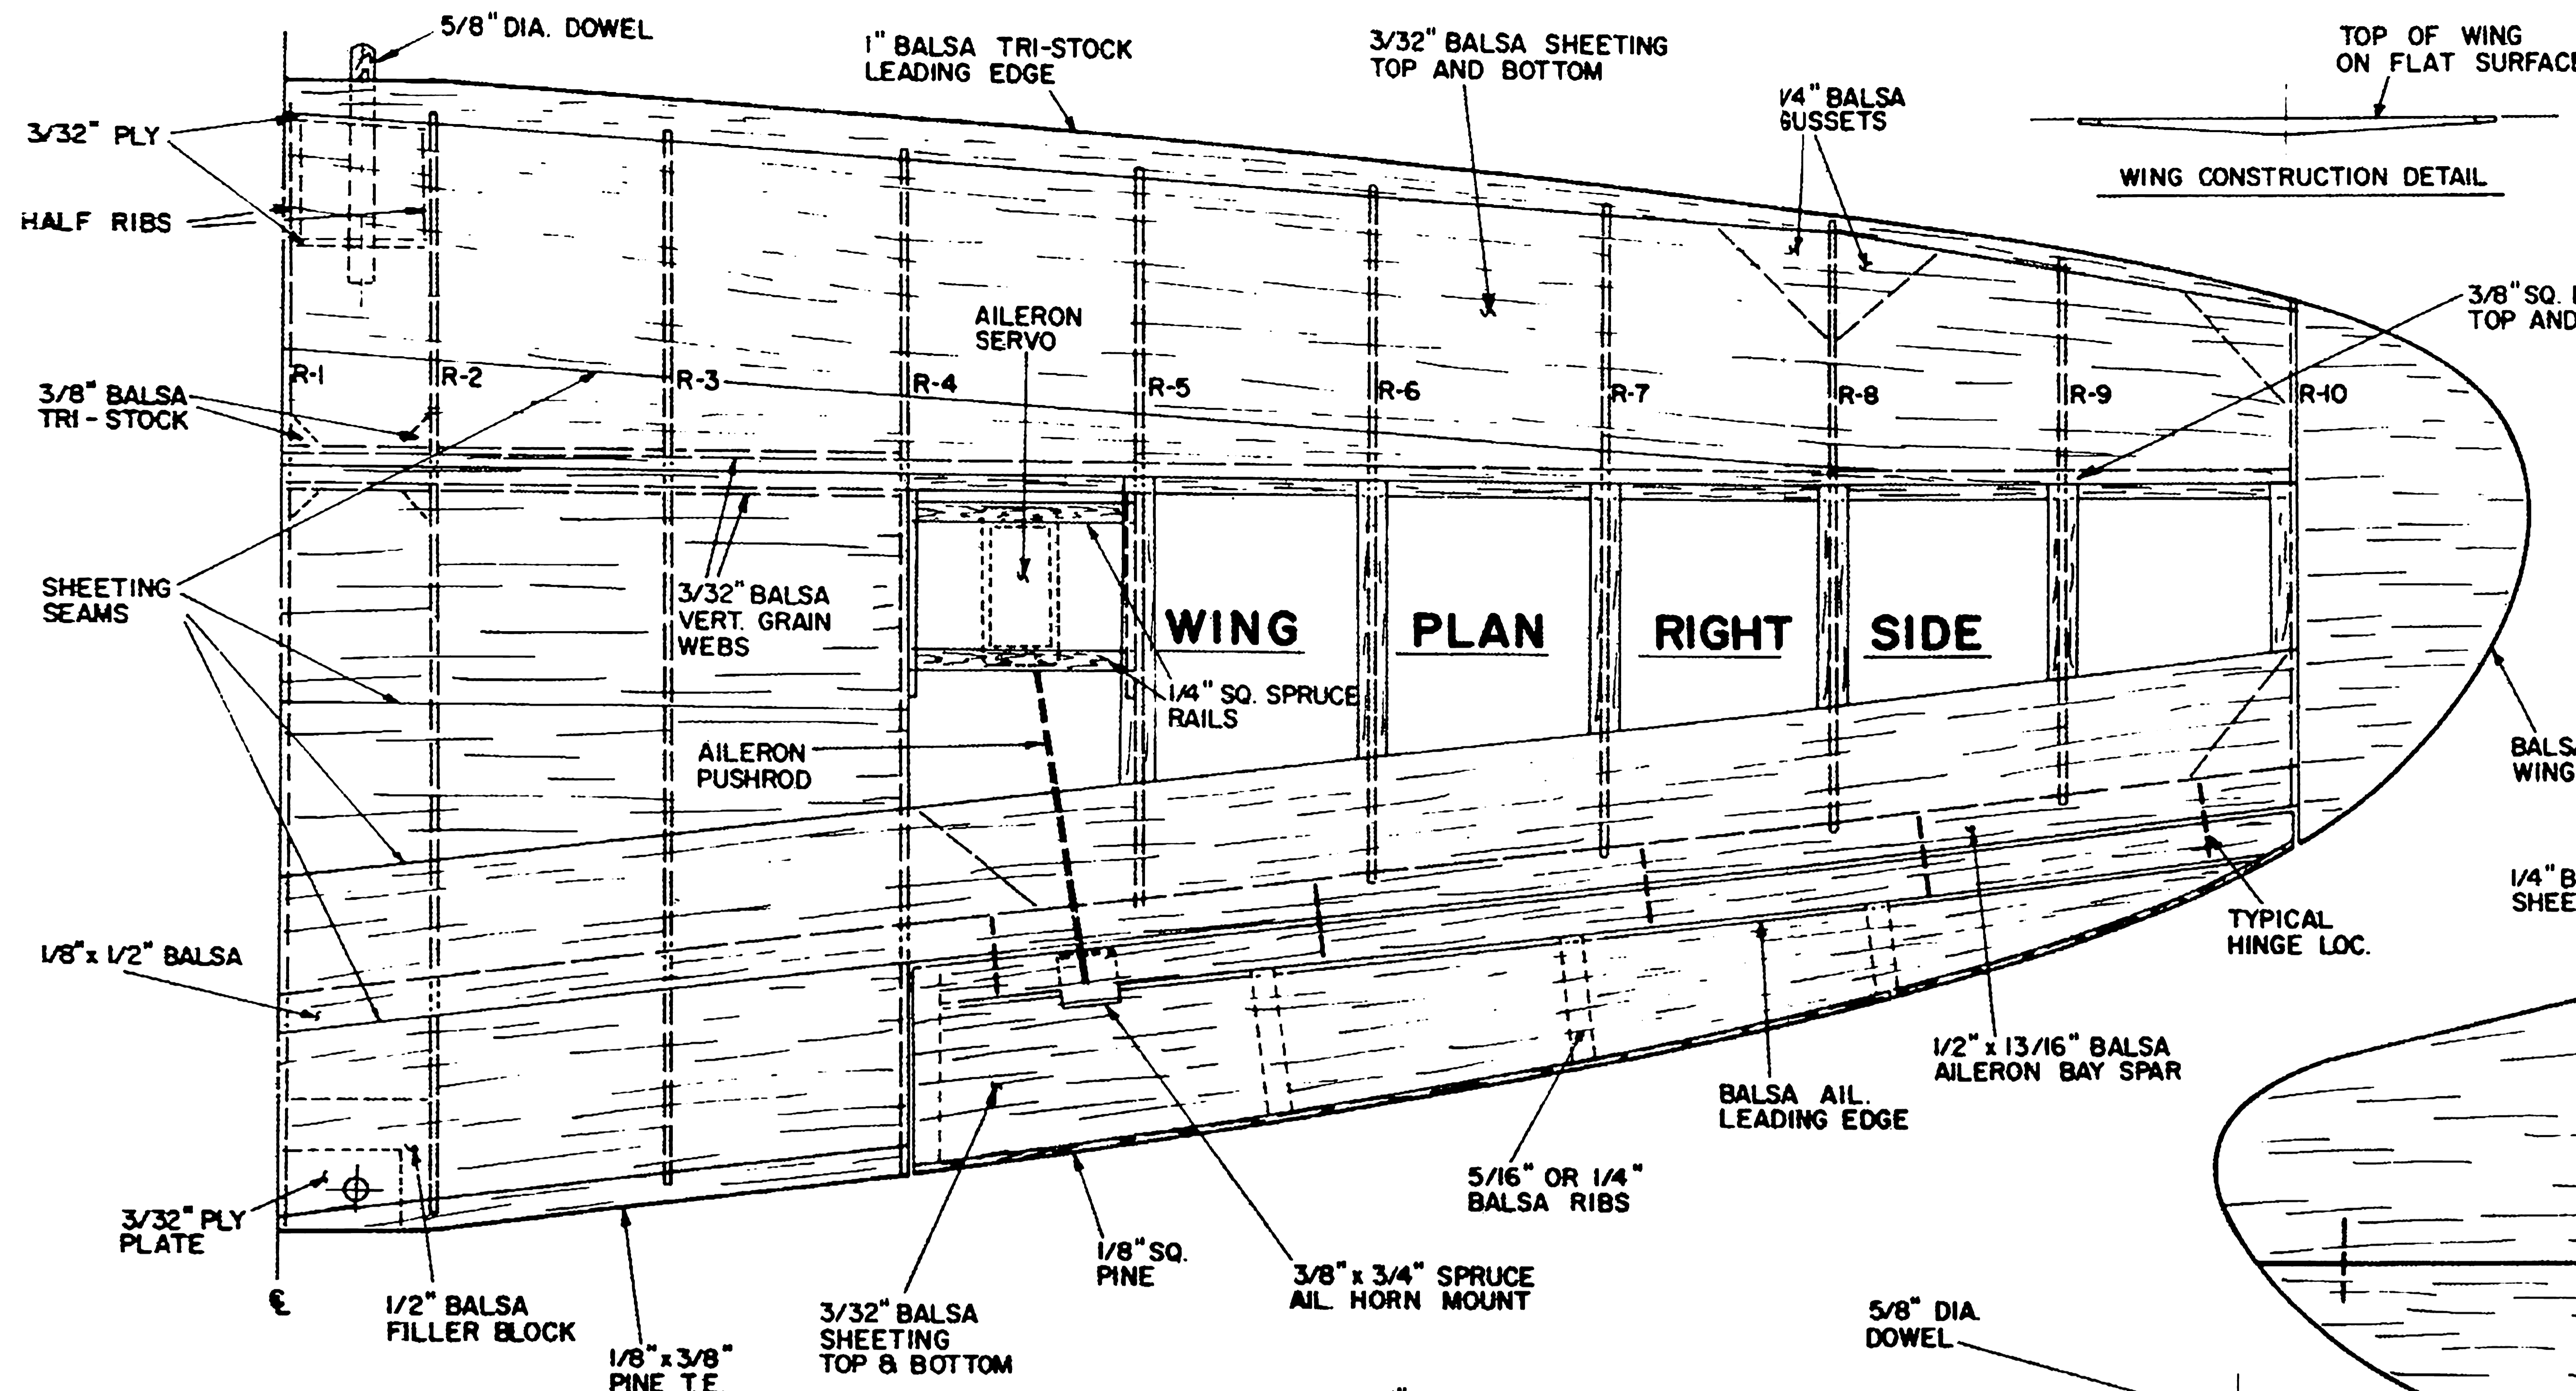 5/8" DIA. DOWEL
1" BALSA TRI-STOCK
LEADING EDGE
3/32" BALSA SHEETING
TOP AND BOTTOM
1/4" BALSA
GUSSETS
TOP OF WING
ON FLAT SURFACE
WING CONSTRUCTION DETAIL
3/32" PLY
HALF RIBS
AILERON
SERVO
3/8" SQ.
TOP AND
3/8" BALSA
TRI-STOCK
R-1
R-2
R-3
R-4
R-5
R-6
R-7
R-8
R-9
R-10
SHEETING
SEAMS
3/32" BALSA
VERT. GRAIN
WEBS
WING PLAN RIGHT SIDE
1/4" SQ. SPRUCE
RAILS
AILERON
PUSHROD
WING
1/8" x 1/2" BALSA
TYPICAL
HINGE LOC.
1/4"
1/2" x 13/16" BALSA
AILERON BAY SPAR
BALSA AIL.
LEADING EDGE
5/16" OR 1/4"
BALSA RIBS
3/32" PLY
PLATE
1/8" SQ.
PINE
3/8" x 3/4" SPRUCE
AIL. HORN MOUNT
℄
1/2" BALSA
FILLER BLOCK
3/32" BALSA
SHEETING
TOP & BOTTOM
1/8" x 3/8"
PINE T.E.
5/8" DIA.
DOWEL